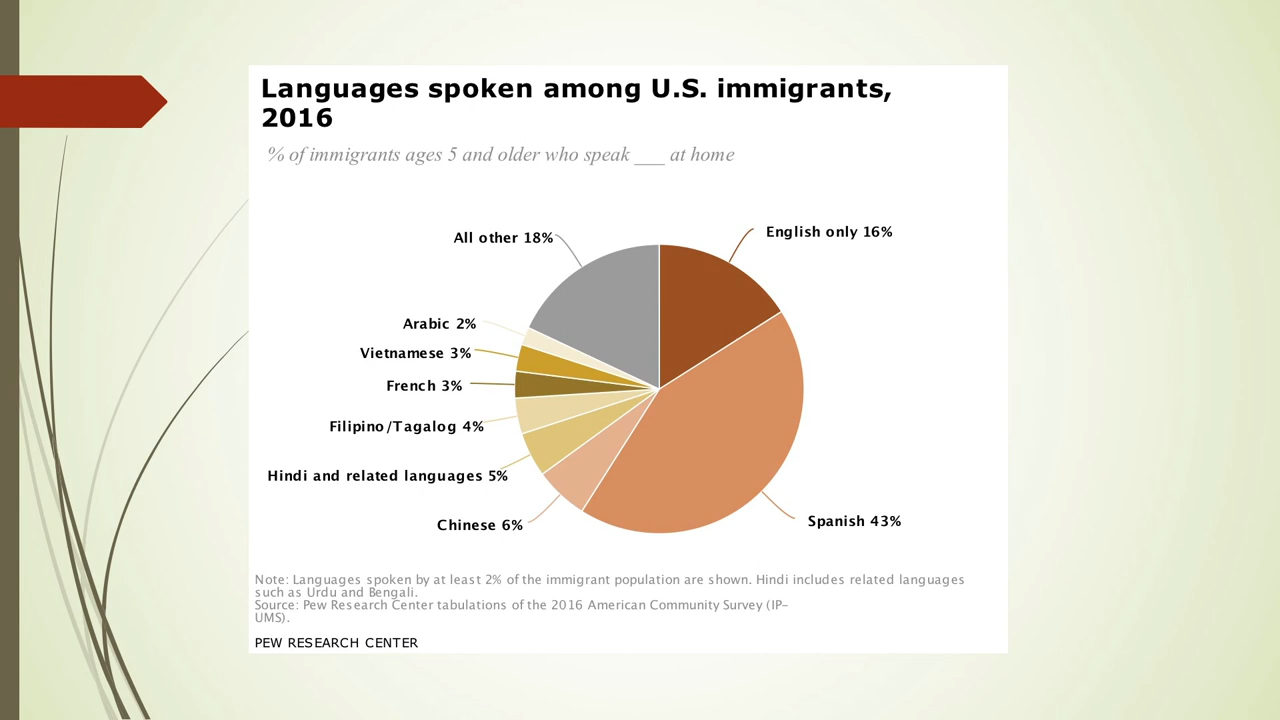 Languages spoken among U.S. immigrants,
2016
% of immigrants ages 5 and older who speak ___ at home
All other 18%
English only 16%
Arabic 2%
Vietnamese 3%
French 3%
Filipino/Tagalog 4%
Hindi and related languages 5%
Chinese 6%
Spanish 43%
Note: Languages spoken by at least 2% of the immigrant population are shown. Hindi includes related languages
such as Urdu and Bengali.
Source: Pew Research Center tabulations of the 2016 American Community Survey (IP-
UMS).
PEW RESEARCH CENTER